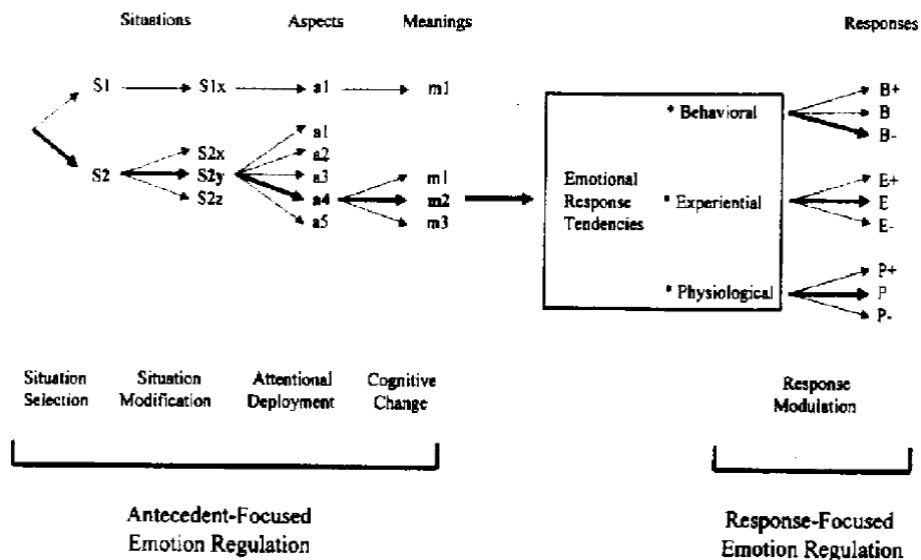 Situations Aspects Meanings Responses
S1 S1x a1 m1
S2 S2x S2y S2z
a1
a2
a3
a4
a5
m1
m2
m3
Emotional
Response
Tendencies
* Behavioral
* Experiential
* Physiological
B+
B
B-
E+
E
E-
P+
P
P-
Situation
Selection
Situation
Modification
Attentional
Deployment
Cognitive
Change
Response
Modulation
Antecedent-Focused
Emotion Regulation
Response-Focused
Emotion Regulation